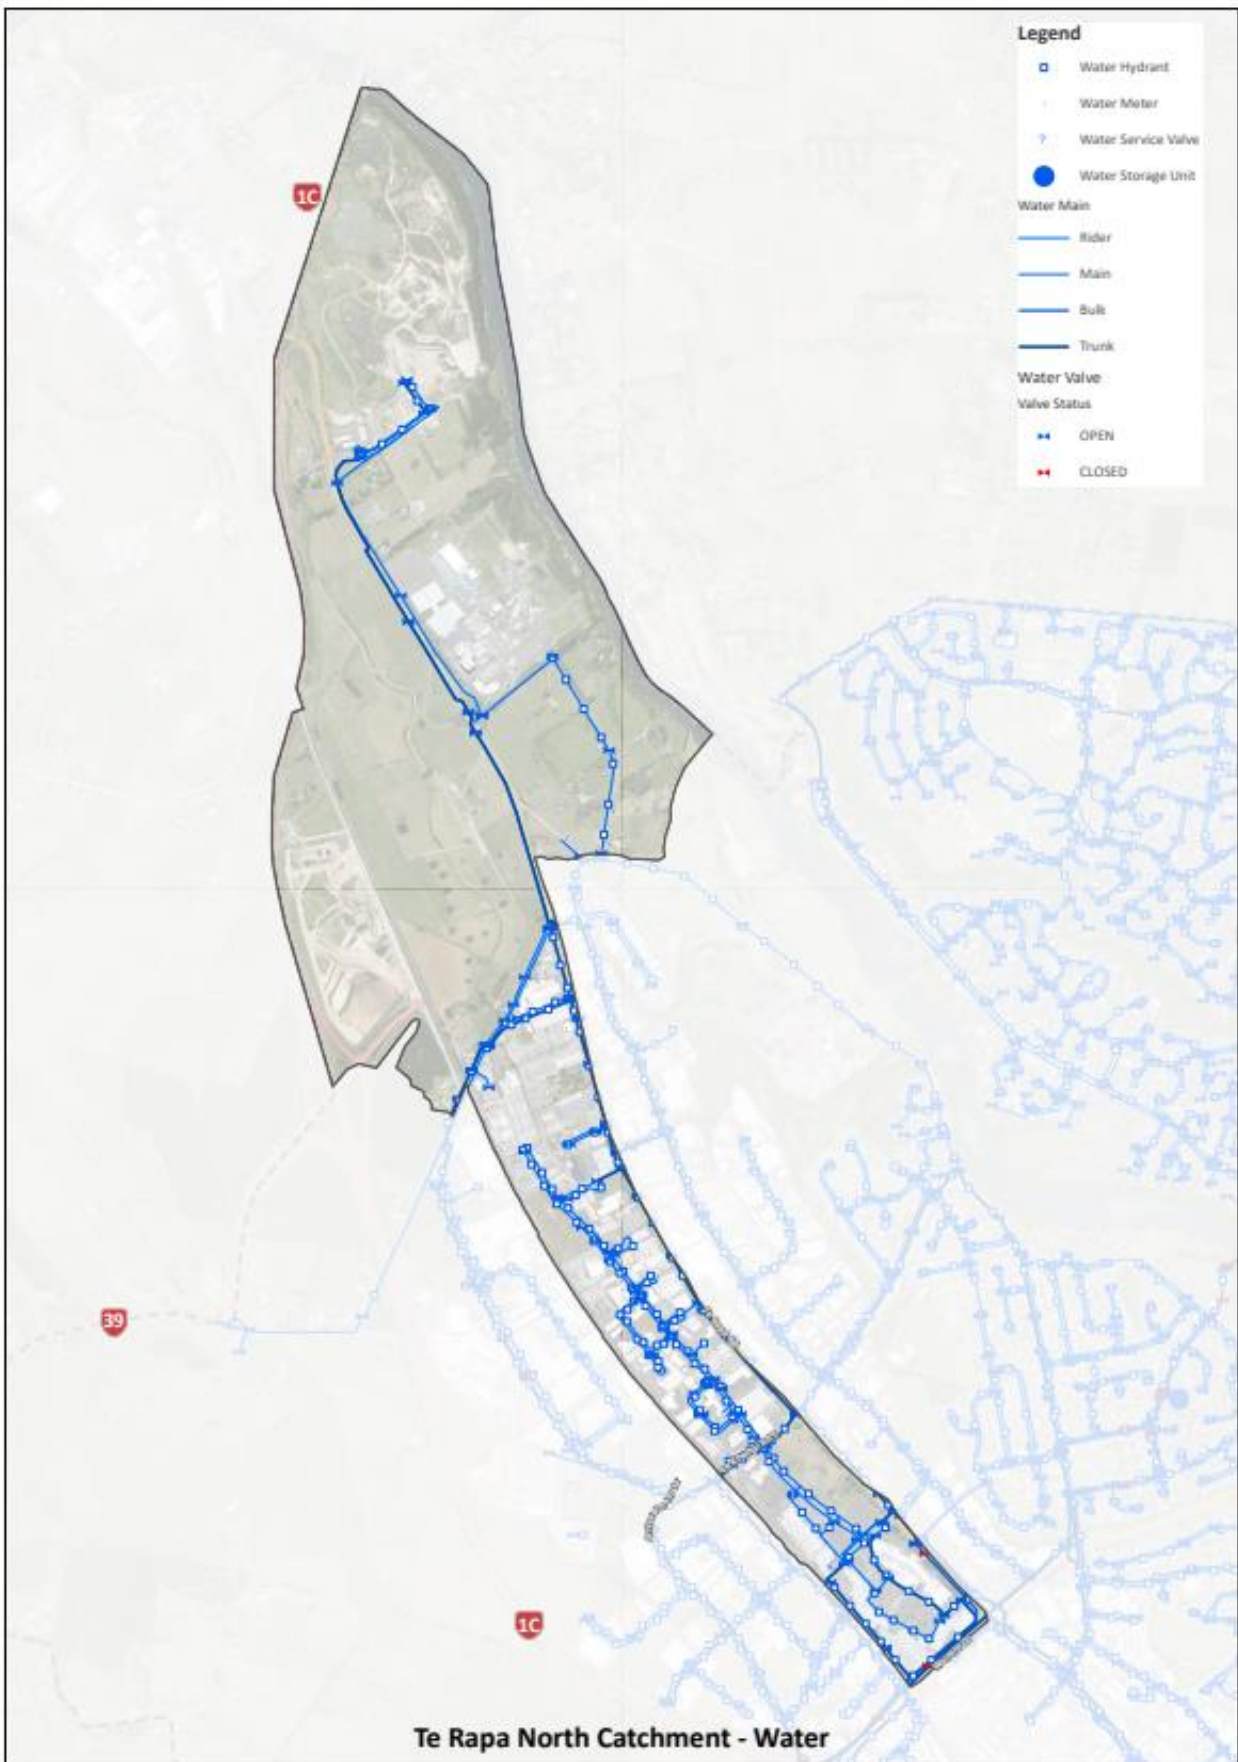 Legend
Water Hydrant
Water Meter
? Water Service Valve
Water Storage Unit
Water Main
Rider
Main
Bulk
Trunk
Water Valve
Valve Status
OPEN
CLOSED
1C
39
1C
Te Rapa North Catchment - Water